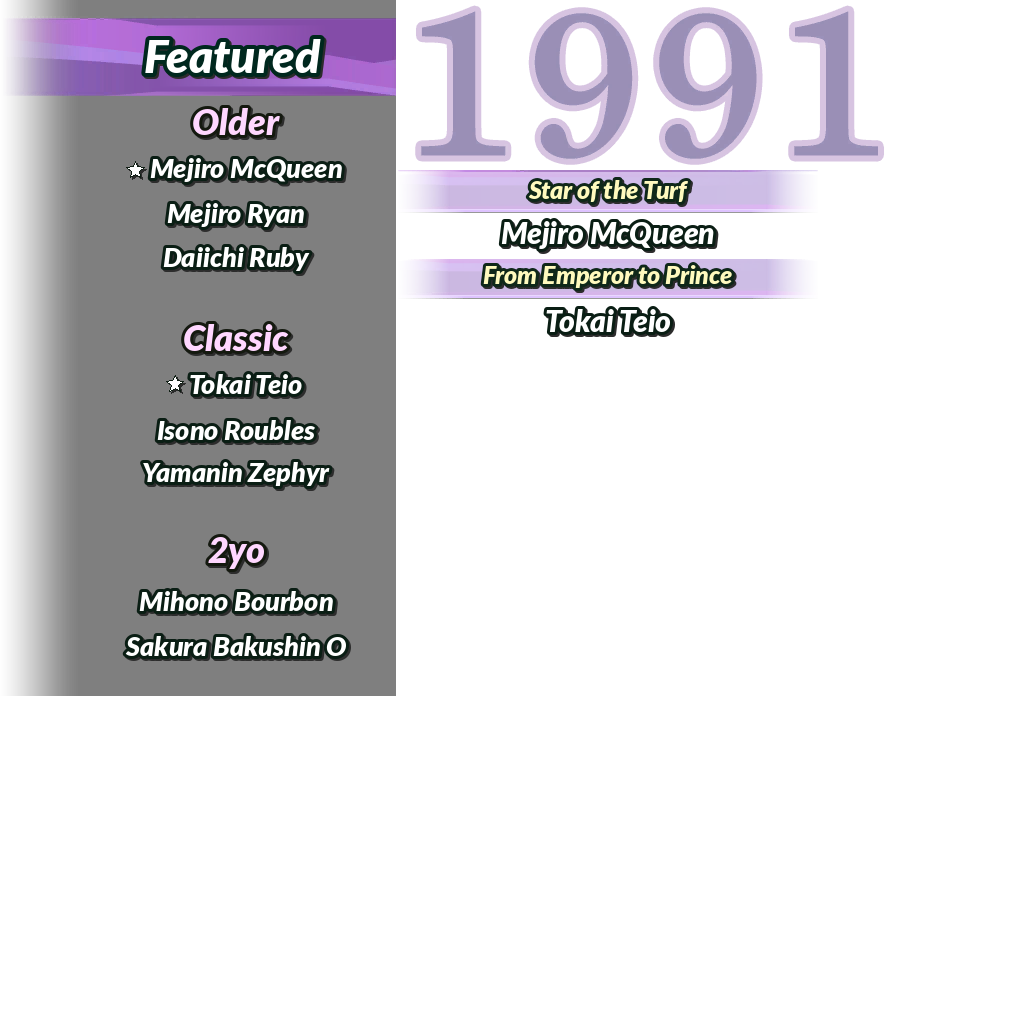 Featured
Older
Mejiro McQueen
Mejiro Ryan
Daiichi Ruby
Classic
Tokai Teio
Isono Roubles
Yamanin Zephyr
2yo
Mihono Bourbon
Sakura Bakushin O
1991
Star of the Turf
Mejiro McQueen
From Emperor to Prince
Tokai Teio